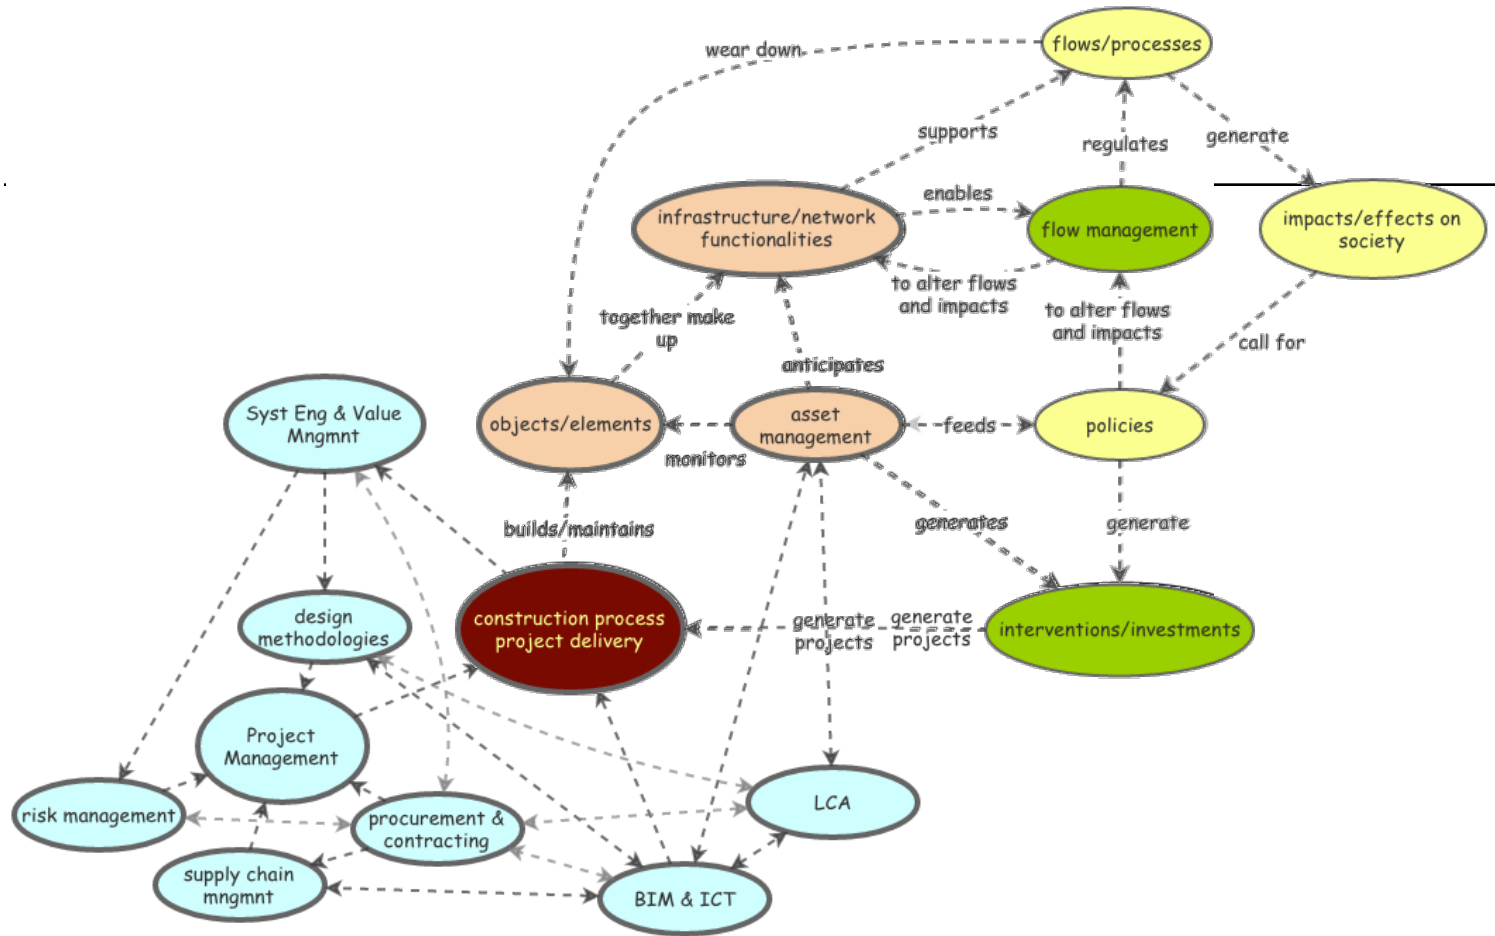 flows/processes
wear down
supports
regulates
generate
enables
infrastructure/network
functionalities
flow management
impacts/effects on
society
to alter flows
and impacts
to alter flows
and impacts
together make
up
call for
anticipates
Syst Eng & Value
Mngmnt
objects/elements
asset
management
feeds
policies
monitors
builds/maintains
generates
generate
design
methodologies
construction process
project delivery
generate
projects
generate
projects
interventions/investments
Project
Management
risk management
procurement &
contracting
LCA
supply chain
mngmnt
BIM & ICT